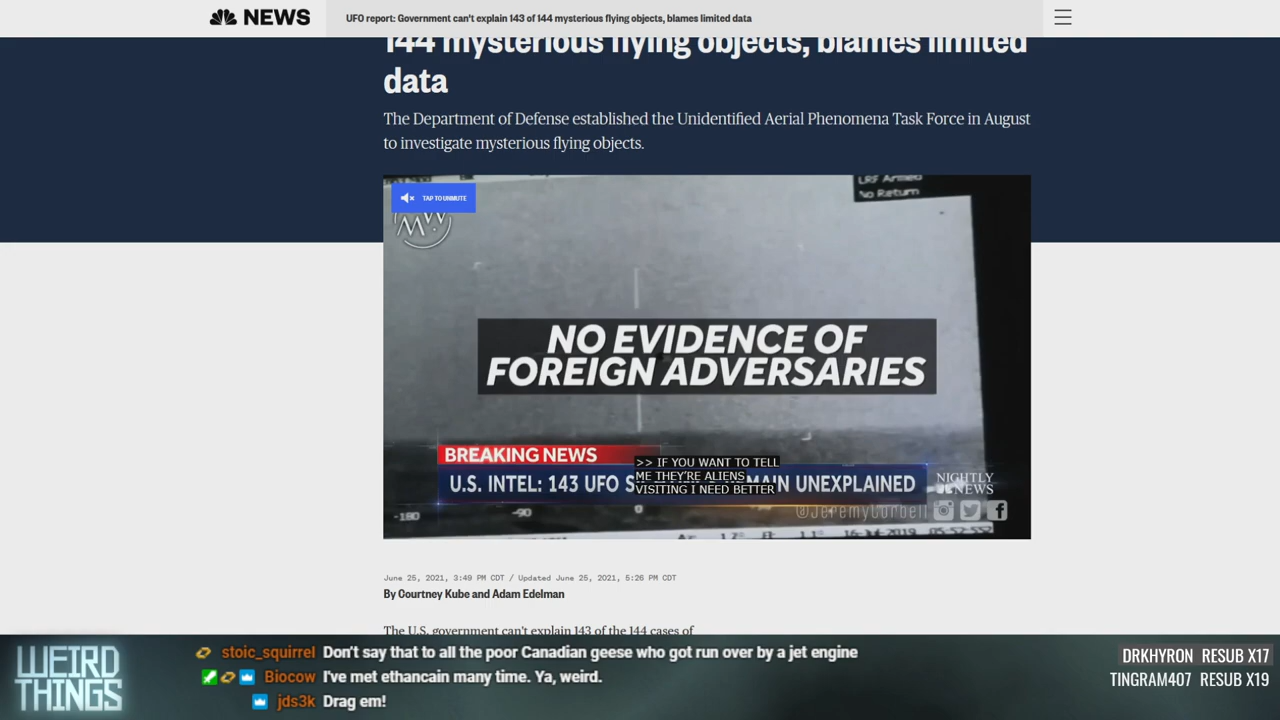 NEWS
UFO report: Government can't explain 143 of 144 mysterious flying objects, blames limited data
144 mysterious flying objects, blames limited
data
The Department of Defense established the Unidentified Aerial Phenomena Task Force in August
to investigate mysterious flying objects.
LRF Armed
No Return
TAP TO UNMUTE
NO EVIDENCE OF
FOREIGN ADVERSARIES
BREAKING NEWS
>> IF YOU WANT TO TELL
ME THEY'RE ALIENS
VISITING I NEED BETTER
U.S. INTEL: 143 UFO S AIN UNEXPLAINED
NIGHTLY
NEWS
@JeremyCorbell
-180 -90 0
June 25, 2021, 3:49 PM CDT / Updated June 25, 2021, 5:26 PM CDT
By Courtney Kube and Adam Edelman
The U.S. government can't explain 143 of the 144 cases of
WEIRD
THINGS
stoic_squirrel Don't say that to all the poor Canadian geese who got run over by a jet engine
Biocow I've met ethancain many time. Ya, weird.
jds3k Drag em!
DRKHYRON RESUB X17
TINGRAM407 RESUB X19